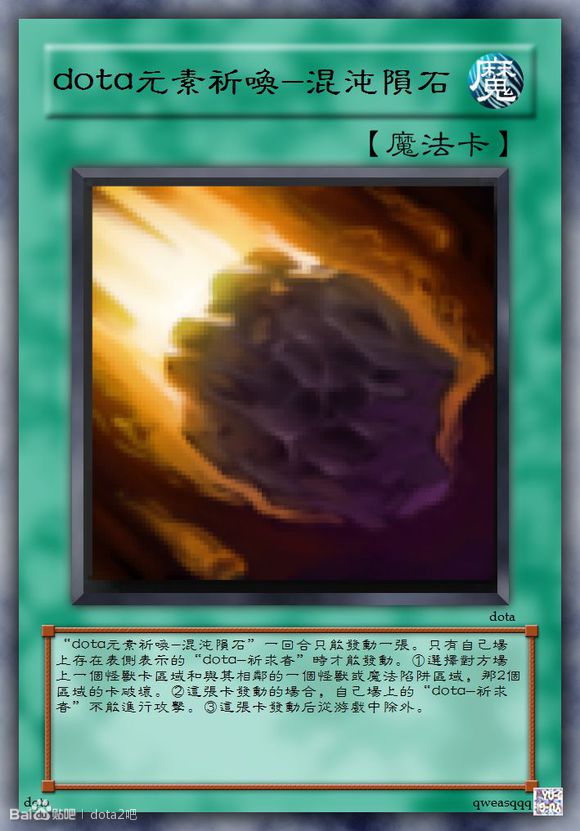 dota元素祈喚-混沌隕石
魔
【魔法卡】
dota
“dota元素祈喚-混沌隕石”一回合只能發動一張。只有自己場
上存在表側表示的“dota-祈求者”時才能發動。①選擇對方場
上一個怪獸卡區域和與其相鄰的一個怪獸或魔法陷阱區域，那2個
區域的卡破壞。②這張卡發動的場合，自己場上的“dota-祈求
者”不能進行攻擊。③這張卡發動后從遊戲中除外。
dota
qweasqqq
Bai贴吧 | dota2吧